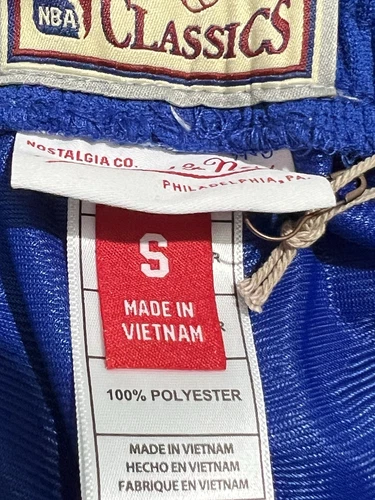 NBA
CLASSICS
NOSTALGIA CO.
PHILADELPHIA, PA.
S
MADE IN
VIETNAM
R
R
100% POLYESTER
MADE IN VIETNAM
HECHO EN VIETNAM
FABRIQUE EN VIETNAM